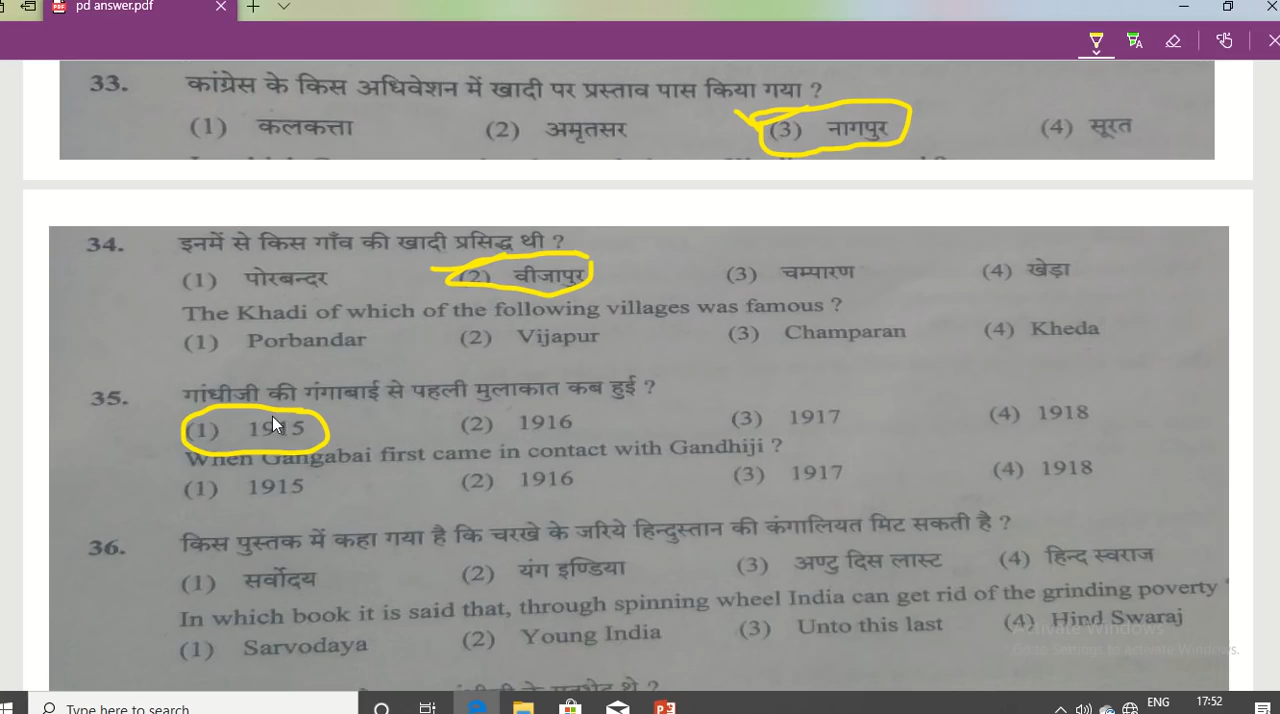 pd answer.pdf
33. कांग्रेस के किस अधिवेशन में खादी पर प्रस्ताव पास किया गया ?
(1) कलकत्ता (2) अमृतसर (3) नागपुर (4) सूरत
34. इनमें से किस गाँव की खादी प्रसिद्ध थी ?
(1) पोरबन्दर (2) वीजापुर (3) चम्पारण (4) खेड़ा
The Khadi of which of the following villages was famous ?
(1) Porbandar (2) Vijapur (3) Champaran (4) Kheda
35. गांधीजी की गंगाबाई से पहली मुलाकात कब हुई ?
(1) 1915 (2) 1916 (3) 1917 (4) 1918
When Gangabai first came in contact with Gandhiji ?
(1) 1915 (2) 1916 (3) 1917 (4) 1918
36. किस पुस्तक में कहा गया है कि चरखे के जरिये हिन्दुस्तान की कंगालियत मिट सकती है ?
(1) सर्वोदय (2) यंग इण्डिया (3) अण्टु दिस लास्ट (4) हिन्द स्वराज
In which book it is said that, through spinning wheel India can get rid of the grinding poverty
(1) Sarvodaya (2) Young India (3) Unto this last (4) Hind Swaraj
Activate Windows
Go to Settings to activate Windows.
Type here to search
ENG 17:52